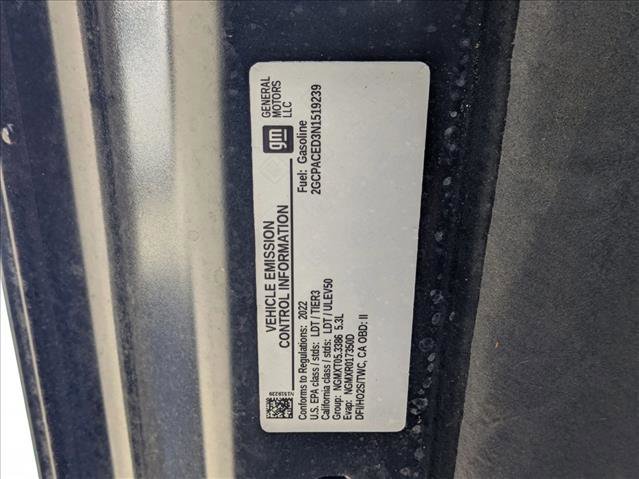 N1519239
VEHICLE EMISSION
CONTROL INFORMATION
gm
GENERAL
MOTORS
LLC
Conforms to Regulations: 2022
Fuel: Gasoline
U.S. EPA class / stds: LDT / TIER3
2GCPACED3N1519239
California class / stds: LDT / ULEV50
Group: NGMXT05.3386 5.3L
Evap: NGMXR0173500
DFI/HO2S/TWC, CA OBD: II